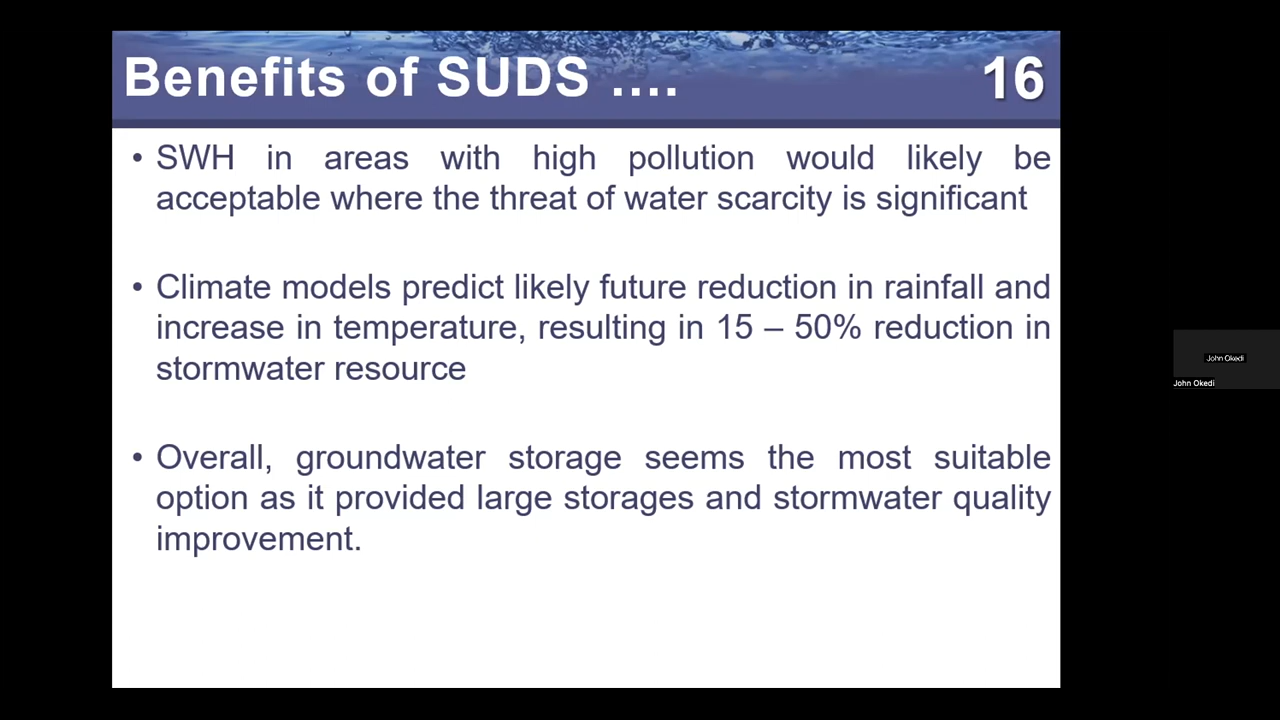 Benefits of SUDS ....
16
• SWH in areas with high pollution would likely be
acceptable where the threat of water scarcity is significant
• Climate models predict likely future reduction in rainfall and
increase in temperature, resulting in 15 – 50% reduction in
stormwater resource
• Overall, groundwater storage seems the most suitable
option as it provided large storages and stormwater quality
improvement.
John Okedi
John Okedi